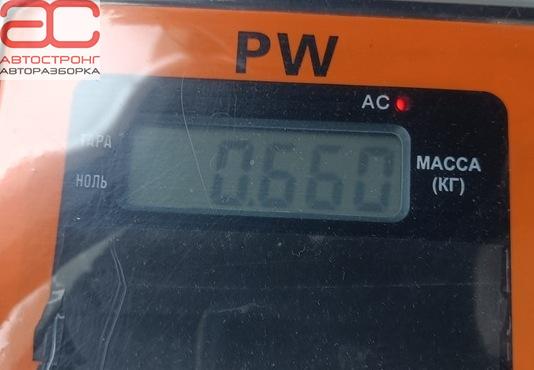 АС
АВТОСТРОНГ
АВТОРАЗБОРКА
PW
AC
ТАРА
НОЛЬ
0.660
МАССА
(КГ)